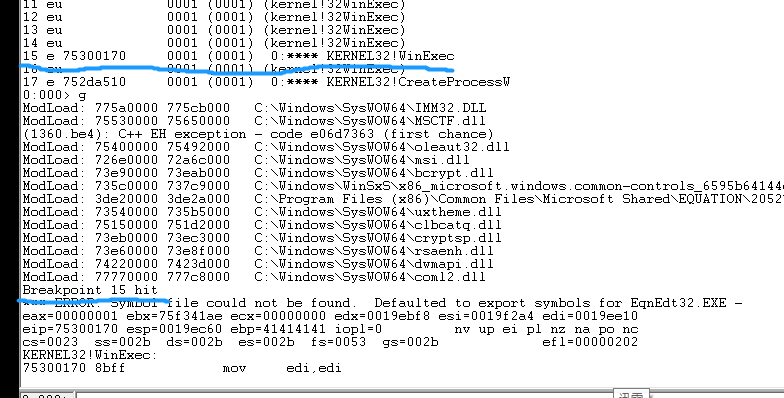 11 eu 0001 (0001) (kernel!32WinExec)
12 eu 0001 (0001) (kernel!32WinExec)
13 eu 0001 (0001) (kernel!32WinExec)
14 eu 0001 (0001) (kernel!32WinExec)
15 e 75300170 0001 (0001) 0:**** KERNEL32!WinExec
16 eu 0001 (0001) (kernel!32WinExec)
17 e 752da510 0001 (0001) 0:**** KERNEL32!CreateProcessW
0:000> g
ModLoad: 775a0000 775cb000 C:\Windows\SysWOW64\IMM32.DLL
ModLoad: 75530000 75650000 C:\Windows\SysWOW64\MSCTF.dll
(1360.be4): C++ EH exception - code e06d7363 (first chance)
ModLoad: 75400000 75492000 C:\Windows\SysWOW64\oleaut32.dll
ModLoad: 726e0000 72a6c000 C:\Windows\SysWOW64\msi.dll
ModLoad: 73e90000 73eab000 C:\Windows\SysWOW64\bcrypt.dll
ModLoad: 735c0000 737c9000 C:\Windows\WinSxS\x86_microsoft.windows.common-controls_6595b64144
ModLoad: 3de20000 3de2a000 C:\Program Files (x86)\Common Files\Microsoft Shared\EQUATION\2052
ModLoad: 73540000 735b5000 C:\Windows\SysWOW64\uxtheme.dll
ModLoad: 75150000 751d2000 C:\Windows\SysWOW64\clbcatq.dll
ModLoad: 73eb0000 73ec3000 C:\Windows\SysWOW64\cryptsp.dll
ModLoad: 73e60000 73e8f000 C:\Windows\SysWOW64\rsaenh.dll
ModLoad: 74220000 7423d000 C:\Windows\SysWOW64\dwmapi.dll
ModLoad: 77770000 777c8000 C:\Windows\SysWOW64\coml2.dll
Breakpoint 15 hit
*** ERROR: Symbol file could not be found. Defaulted to export symbols for EqnEdt32.EXE -
eax=00000001 ebx=75f341ae ecx=00000000 edx=0019ebf8 esi=0019f2a4 edi=0019ee10
eip=75300170 esp=0019ec60 ebp=41414141 iopl=0 nv up ei pl nz na po nc
cs=0023 ss=002b ds=002b es=002b fs=0053 gs=002b efl=00000202
KERNEL32!WinExec:
75300170 8bff mov edi,edi